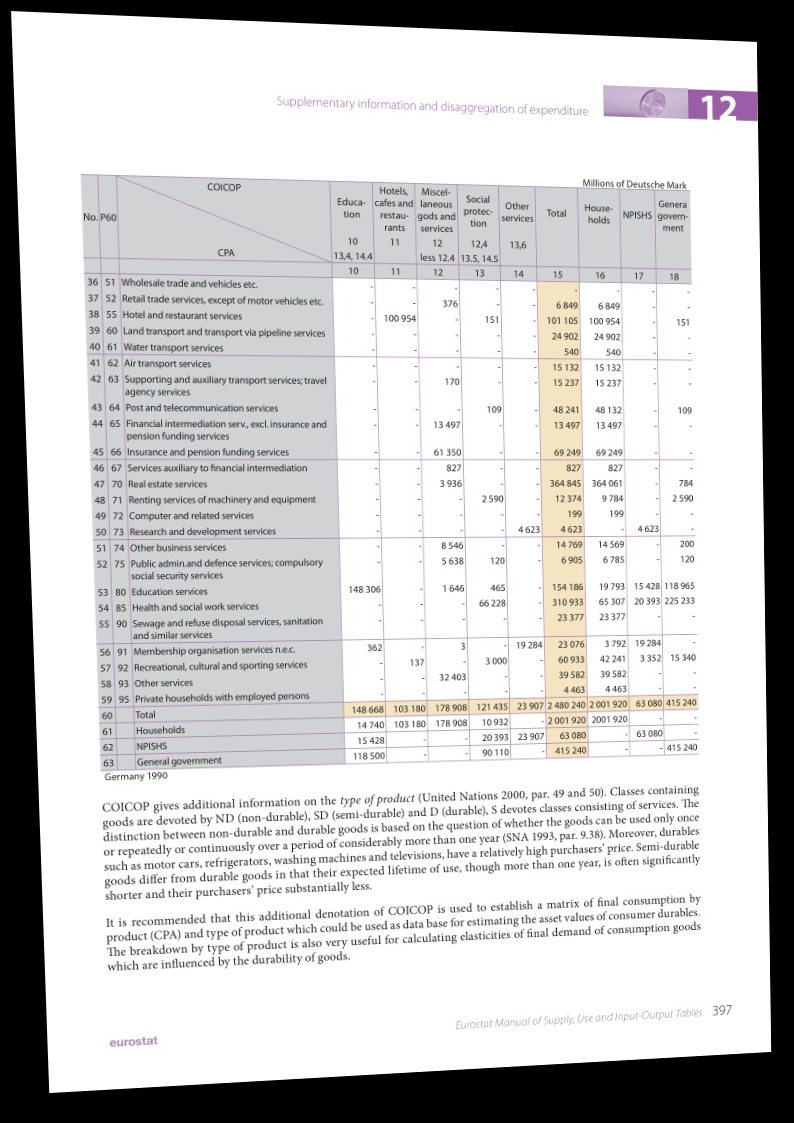 Supplementary information and disaggregation of expenditure
12
Millions of Deutsche Mark
No. P60 COICOP CPA Educa- tion 10 13,4, 14.4 Hotels, cafes and restau- rants 11 Miscel- laneous gods and services 12 less 12.4 Social protec- tion 12,4 13.5, 14.5 Other services 13,6 Total House- holds NPISHS Genera govern- ment
10 11 12 13 14 15 16 17 18
36 51 Wholesale trade and vehicles etc. - - - - - - - - -
37 52 Retail trade services, except of motor vehicles etc. - - 376 - - 6 849 6 849 - -
38 55 Hotel and restaurant services - 100 954 - 151 - 101 105 100 954 - 151
39 60 Land transport and transport via pipeline services - - - - - 24 902 24 902 - -
40 61 Water transport services - - - - - 540 540 - -
41 62 Air transport services - - - - - 15 132 15 132 - -
42 63 Supporting and auxiliary transport services; travel - - 170 - - 15 237 15 237 - -
agency services
43 64 Post and telecommunication services - - - 109 - 48 241 48 132 - 109
44 65 Financial intermediation serv., excl. insurance and - - 13 497 - - 13 497 13 497 - -
pension funding services
45 66 Insurance and pension funding services - - 61 350 - - 69 249 69 249 - -
46 67 Services auxiliary to financial intermediation - - 827 - - 827 827 - -
47 70 Real estate services - - 3 936 - - 364 845 364 061 - 784
48 71 Renting services of machinery and equipment - - - 2 590 - 12 374 9 784 - 2 590
49 72 Computer and related services - - - - - 199 199 - -
50 73 Research and development services - - - - 4 623 4 623 - 4 623 -
51 74 Other business services - - 8 546 - - 14 769 14 569 - 200
52 75 Public admin.and defence services; compulsory - - 5 638 120 - 6 905 6 785 - 120
social security services
53 80 Education services 148 306 - 1 646 465 - 154 186 19 793 15 428 118 965
54 85 Health and social work services - - - 66 228 - 310 933 65 307 20 393 225 233
55 90 Sewage and refuse disposal services, sanitation - - - - - 23 377 23 377 - -
and similar services
56 91 Membership organisation services n.e.c. 362 - 3 - 19 284 23 076 3 792 19 284 -
57 92 Recreational, cultural and sporting services - 137 - 3 000 - 60 933 42 241 3 352 15 340
58 93 Other services - - 32 403 - - 39 582 39 582 - -
59 95 Private households with employed persons - - - - - 4 463 4 463 - -
60 Total 148 668 103 180 178 908 121 435 23 907 2 480 240 2 001 920 63 080 415 240
61 Households 14 740 103 180 178 908 10 932 - 2 001 920 2001 920 - -
62 NPISHS 15 428 - - 20 393 23 907 63 080 - 63 080 -
63 General government 118 500 - - 90 110 - 415 240 - - 415 240
Germany 1990
COICOP gives additional information on the type of product (United Nations 2000, par. 49 and 50). Classes containing
goods are devoted by ND (non-durable), SD (semi-durable) and D (durable), S devotes classes consisting of services. The
distinction between non-durable and durable goods is based on the question of whether the goods can be used only once
or repeatedly or continuously over a period of considerably more than one year (SNA 1993, par. 9.38). Moreover, durables
such as motor cars, refrigerators, washing machines and televisions, have a relatively high purchasers' price. Semi-durable
goods differ from durable goods in that their expected lifetime of use, though more than one year, is often significantly
shorter and their purchasers' price substantially less.
It is recommended that this additional denotation of COICOP is used to establish a matrix of final consumption by
product (CPA) and type of product which could be used as data base for estimating the asset values of consumer durables.
The breakdown by type of product is also very useful for calculating elasticities of final demand of consumption goods
which are influenced by the durability of goods.
eurostat
Eurostat Manual of Supply, Use and Input-Output Tables 397